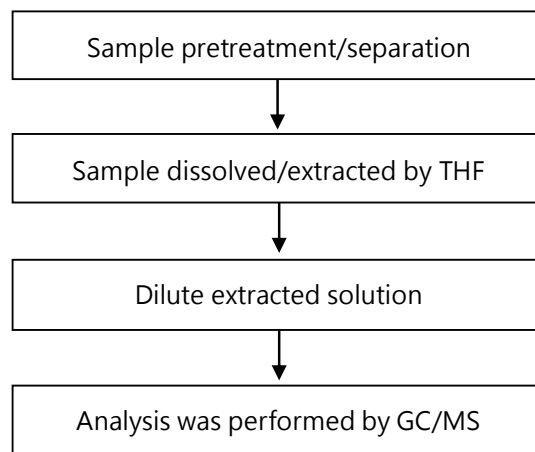 Sample pretreatment/separation
Sample dissolved/extracted by THF
Dilute extracted solution
Analysis was performed by GC/MS